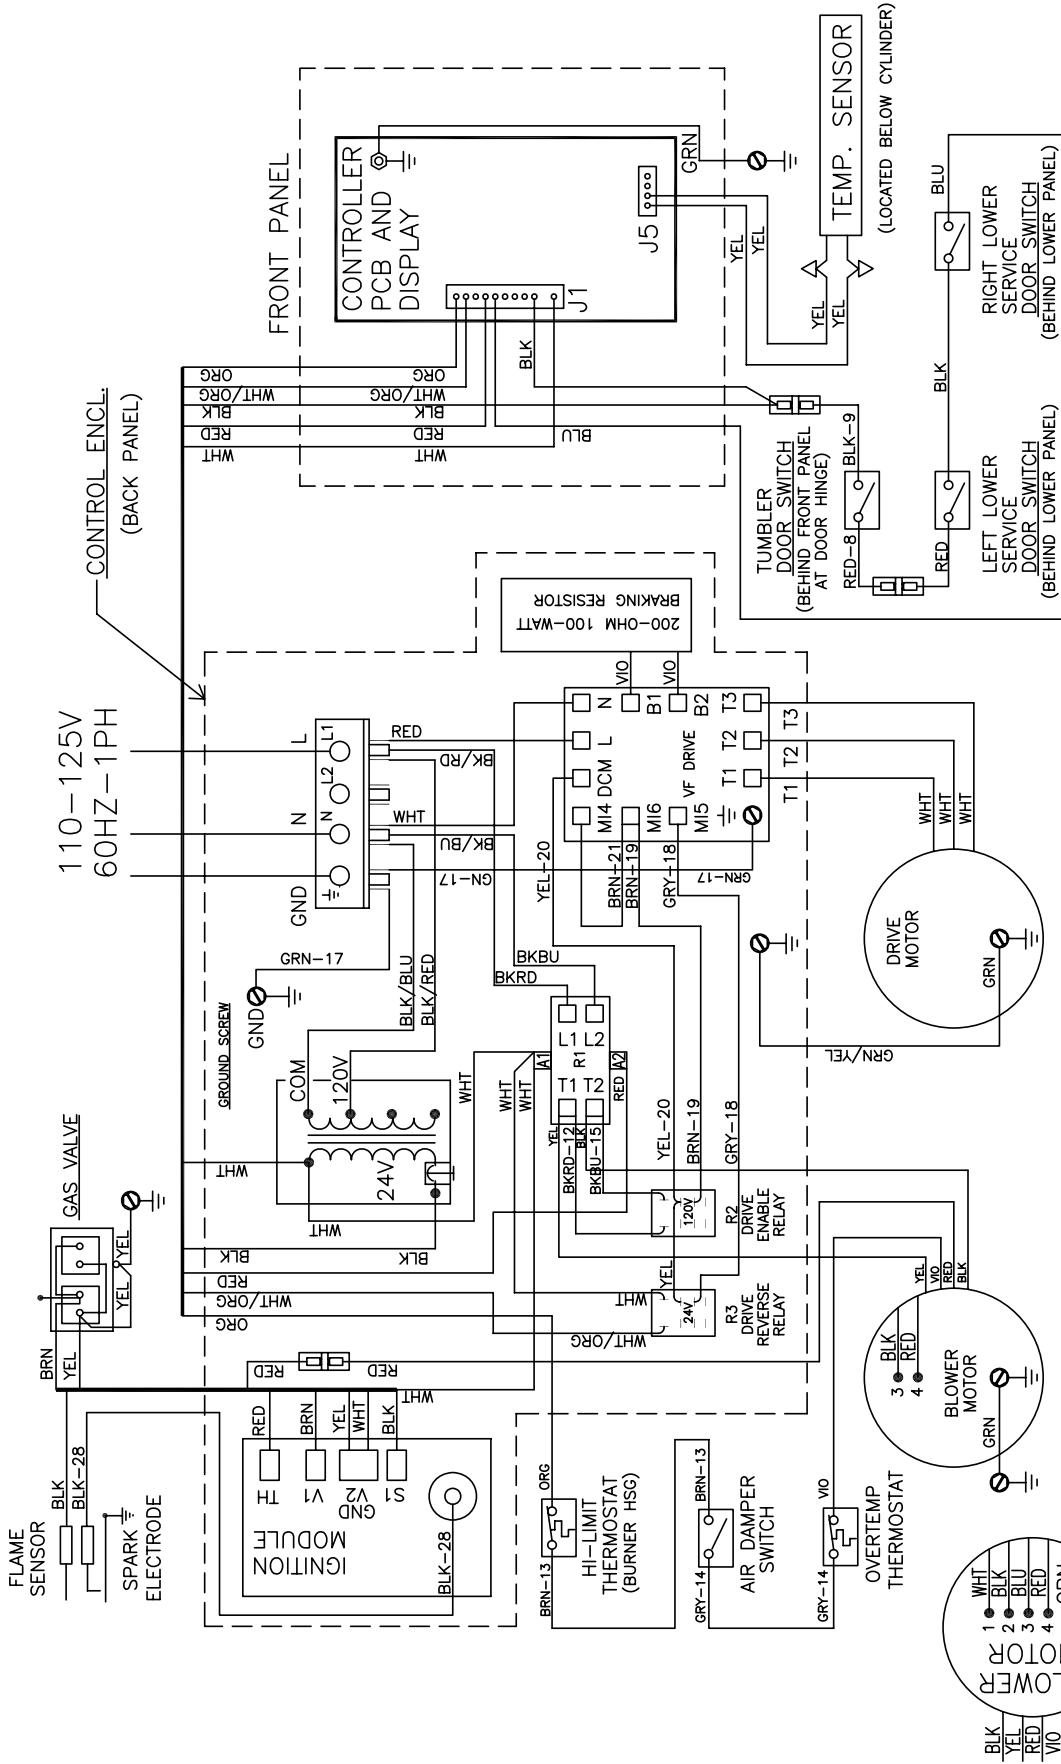 110-125V
60HZ-1PH
GND
N
L
CONTROL ENCL.
(BACK PANEL)
FRONT PANEL
CONTROLLER
PCB AND
DISPLAY
J1
J5
GRN
YEL
YEL
YEL
YEL
TEMP. SENSOR
(LOCATED BELOW CYLINDER)
ORG
WHT/ORG
BLK
RED
WHT
ORG
WHT/ORG
BLK
RED
WHT
BLK
BLU
TUMBLER
DOOR SWITCH
(BEHIND FRONT PANEL
AT DOOR HINGE)
RED-8
BLK-9
RED
BLK
BLU
LEFT LOWER
SERVICE
DOOR SWITCH
(BEHIND LOWER PANEL)
RIGHT LOWER
SERVICE
DOOR SWITCH
(BEHIND LOWER PANEL)
N
L2
L1
GN-17
BK/BU
WHT
BK/RD
RED
GRN-17
GND
GROUND SCREW
BLK/BLU
BLK/RED
COM
120V
24V
WHT
WHT
BLK
BLK
RED
WHT/ORG
ORG
WHT
WHT
WHT
BKRD
BKBU
L1 L2
R1
T1 T2
A1
A2
RED
YEL
BKRD-12
BLK
BKBU-15
200-OHM 100-WATT
BRAKING RESISTOR
VIO
VIO
N
B1
B2
T3
L
VF DRIVE
T2
DCM
T1
MI4
MI6
MI5
YEL-20
BRN-21
BRN-19
GRY-18
GRN-17
T1
T2
T3
WHT
WHT
WHT
DRIVE
MOTOR
GRN
GRN/YEL
YEL-20
BRN-19
GRY-18
120V
R2
DRIVE
ENABLE
RELAY
YEL
24V
R3
DRIVE
REVERSE
RELAY
WHT
WHT/ORG
GAS VALVE
YEL
YEL
BRN
YEL
BLK
BLK-28
FLAME
SENSOR
SPARK
ELECTRODE
RED
RED
WHT
RED
BRN
YEL
WHT
BLK
TH
V1
V2
GND
S1
IGNITION
MODULE
BLK-28
ORG
BRN-13
HI-LIMIT
THERMOSTAT
(BURNER HSG)
BRN-13
GRY-14
AIR DAMPER
SWITCH
VIO
GRY-14
OVERTEMP
THERMOSTAT
YEL
VIO
RED
BLK
3
BLK
4
RED
BLOWER
MOTOR
GRN
WHT
BLK
BLU
RED
1
2
3
4
BLK
YEL
RED
VIO